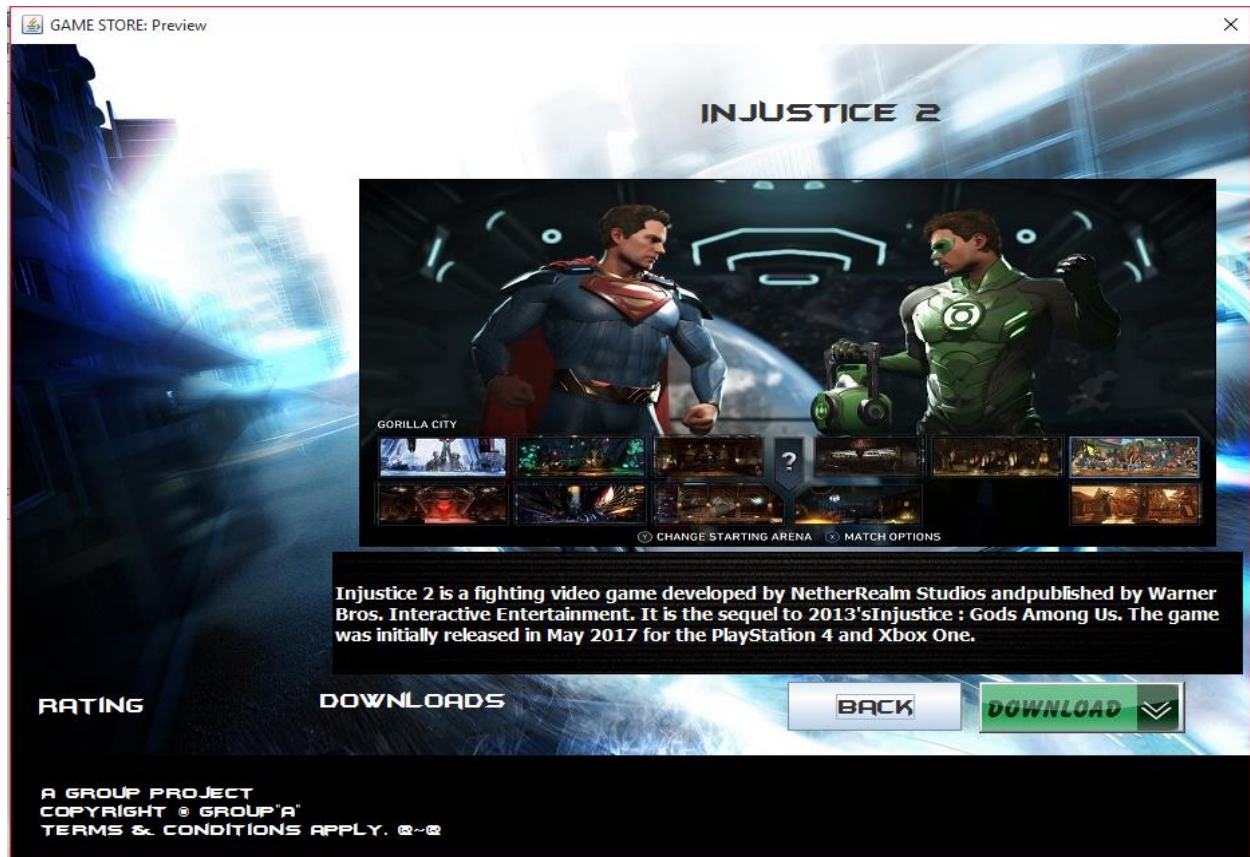 GAME STORE: Preview
INJUSTICE 2
GORILLA CITY
?
Y CHANGE STARTING ARENA X MATCH OPTIONS
Injustice 2 is a fighting video game developed by NetherRealm Studios andpublished by Warner
Bros. Interactive Entertainment. It is the sequel to 2013'sInjustice : Gods Among Us. The game
was initially released in May 2017 for the PlayStation 4 and Xbox One.
RATING
DOWNLOADS
BACK
DOWNLOAD
A GROUP PROJECT
COPYRIGHT © GROUP"A"
TERMS & CONDITIONS APPLY. @~@